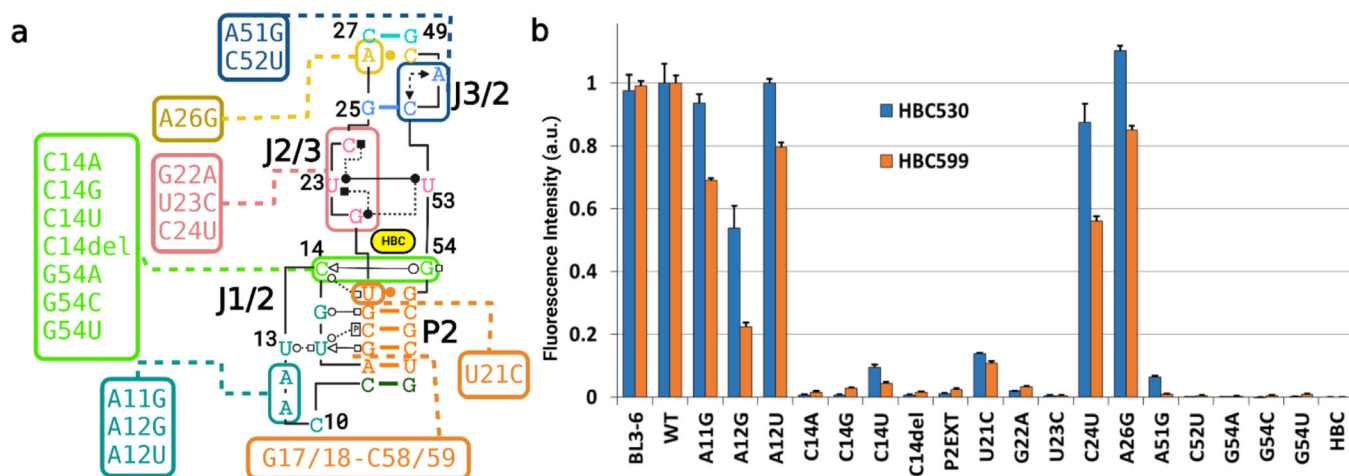 a
A51G
C52U
A26G
G22A
U23C
C24U
C14A
C14G
C14U
C14del
G54A
G54C
G54U
A11G
A12G
A12U
27 C G 49
A C
A
J3/2
25 G C
J2/3
C
23 U U 53
G
HBC
14 54
C G
J1/2
U G
G G C
C G P2
13 U U G C
A A U
A C G
C 10
U21C
G17/18-C58/59
b
Fluorescence Intensity (a.u.)
1
0.8
0.6
0.4
0.2
0
HBC530
HBC599
BL3-6
WT
A11G
A12G
A12U
C14A
C14G
C14U
C14del
P2EXT
U21C
G22A
U23C
C24U
A26G
A51G
C52U
G54A
G54C
G54U
HBC